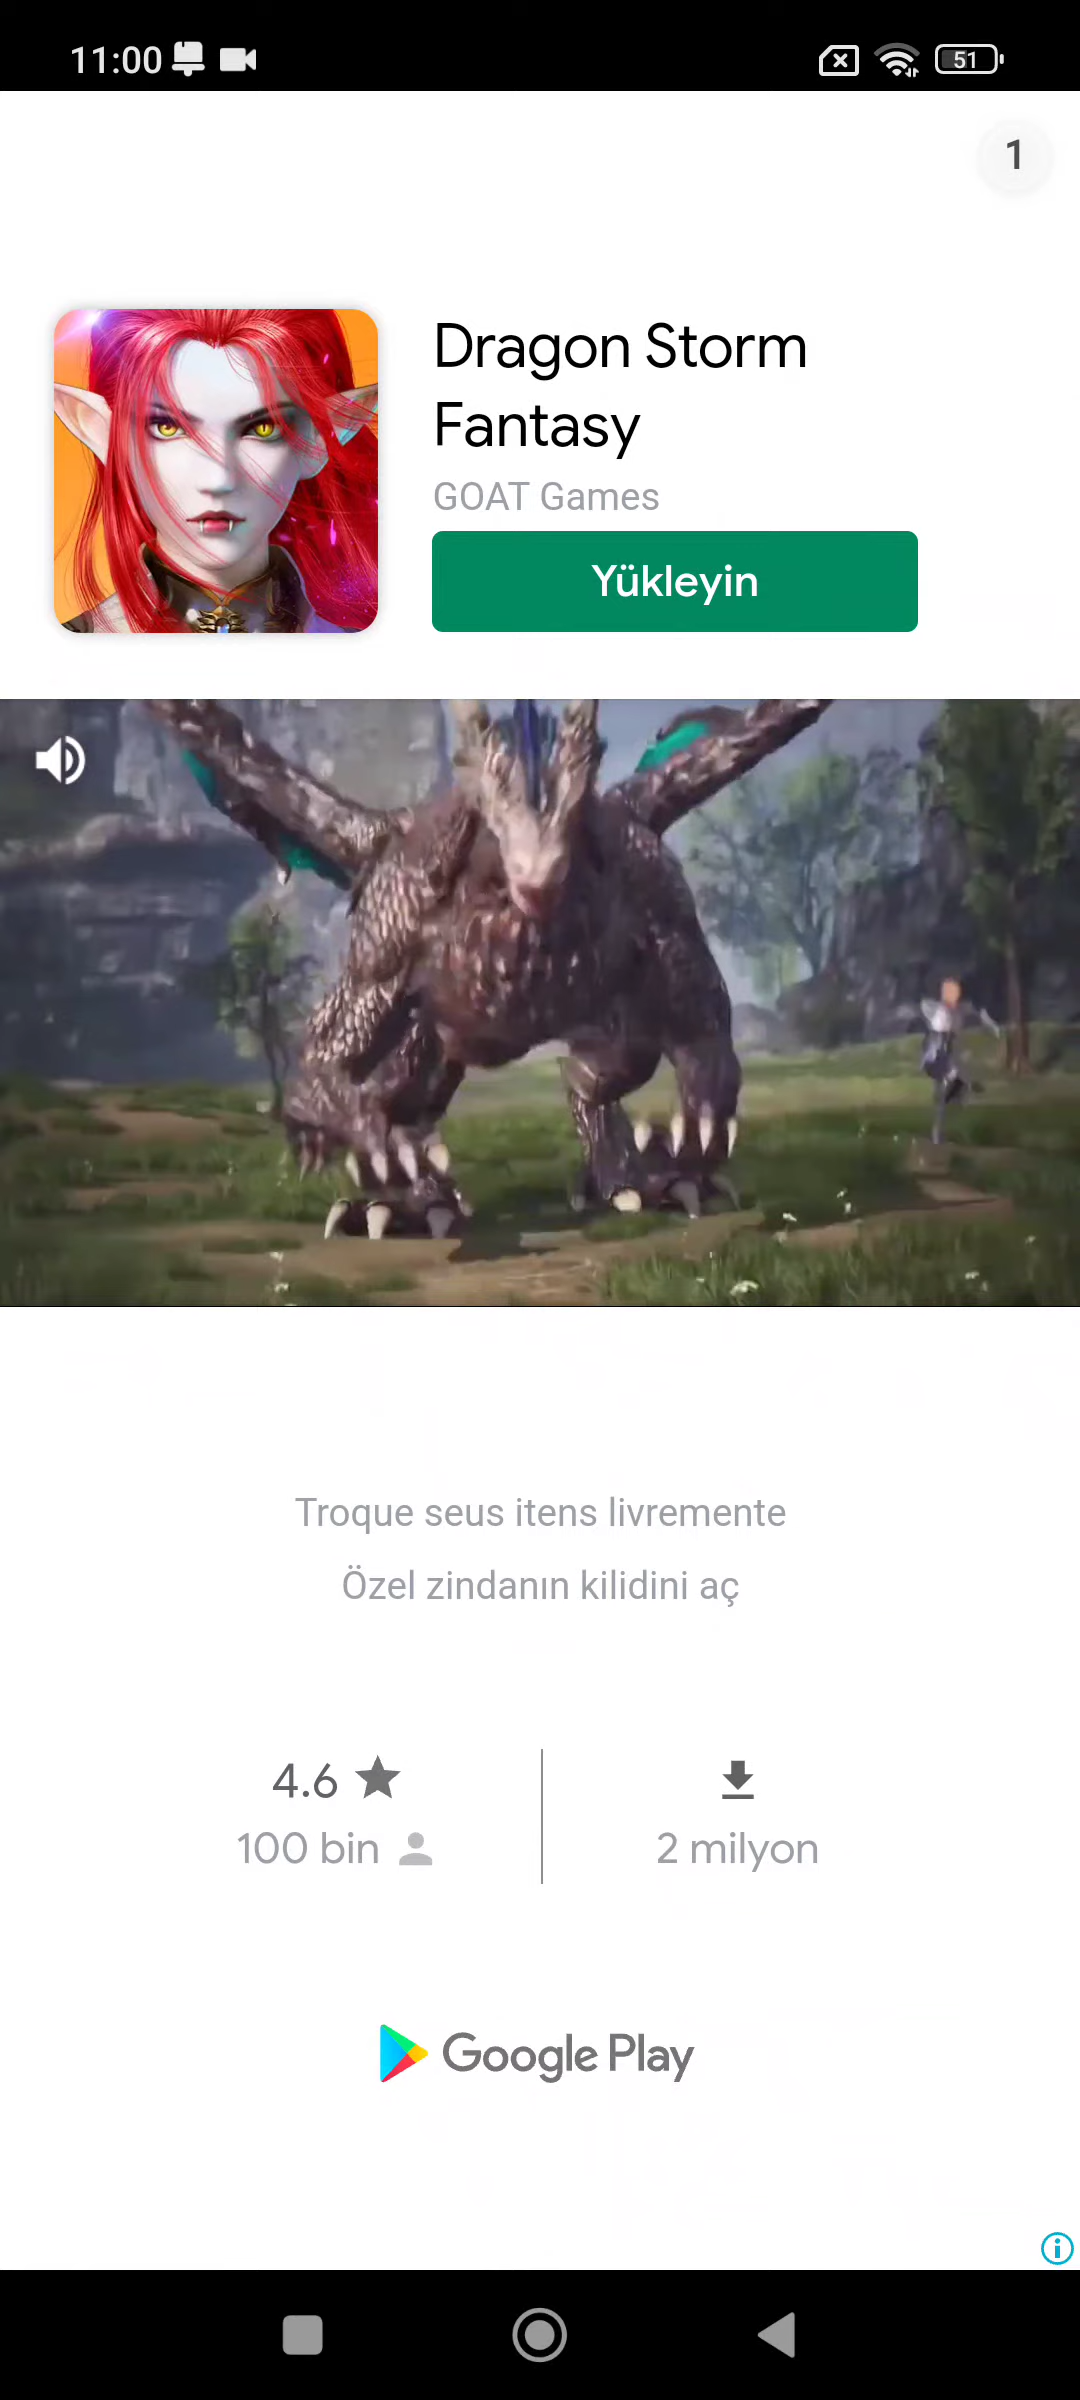 11:00
51
1
Dragon Storm
Fantasy
GOAT Games
Yükleyin
Troque seus itens livremente
Özel zindanın kilidini aç
4.6
100 bin
2 milyon
Google Play